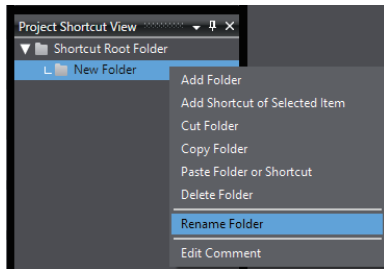 Project Shortcut View
Shortcut Root Folder
New Folder
Add Folder
Add Shortcut of Selected Item
Cut Folder
Copy Folder
Paste Folder or Shortcut
Delete Folder
Rename Folder
Edit Comment